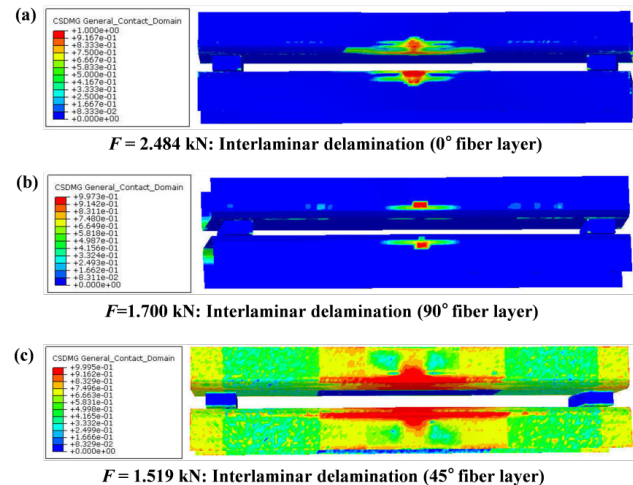 (a)
CSDMG General_Contact_Domain
+1.000e+00
+9.167e-01
+8.333e-01
+7.500e-01
+6.667e-01
+5.833e-01
+5.000e-01
+4.167e-01
+3.333e-01
+2.500e-01
+1.667e-01
+8.333e-02
+0.000e+00
F = 2.484 kN: Interlaminar delamination (0° fiber layer)
(b)
CSDMG General_Contact_Domain
+9.973e-01
+9.142e-01
+8.311e-01
+7.480e-01
+6.649e-01
+5.818e-01
+4.987e-01
+4.156e-01
+3.324e-01
+2.493e-01
+1.662e-01
+8.311e-02
+0.000e+00
F=1.700 kN: Interlaminar delamination (90° fiber layer)
(c)
CSDMG General_Contact_Domain
+9.995e-01
+9.162e-01
+8.329e-01
+7.496e-01
+6.663e-01
+5.831e-01
+4.998e-01
+4.165e-01
+3.332e-01
+2.499e-01
+1.666e-01
+8.329e-02
+0.000e+00
F = 1.519 kN: Interlaminar delamination (45° fiber layer)